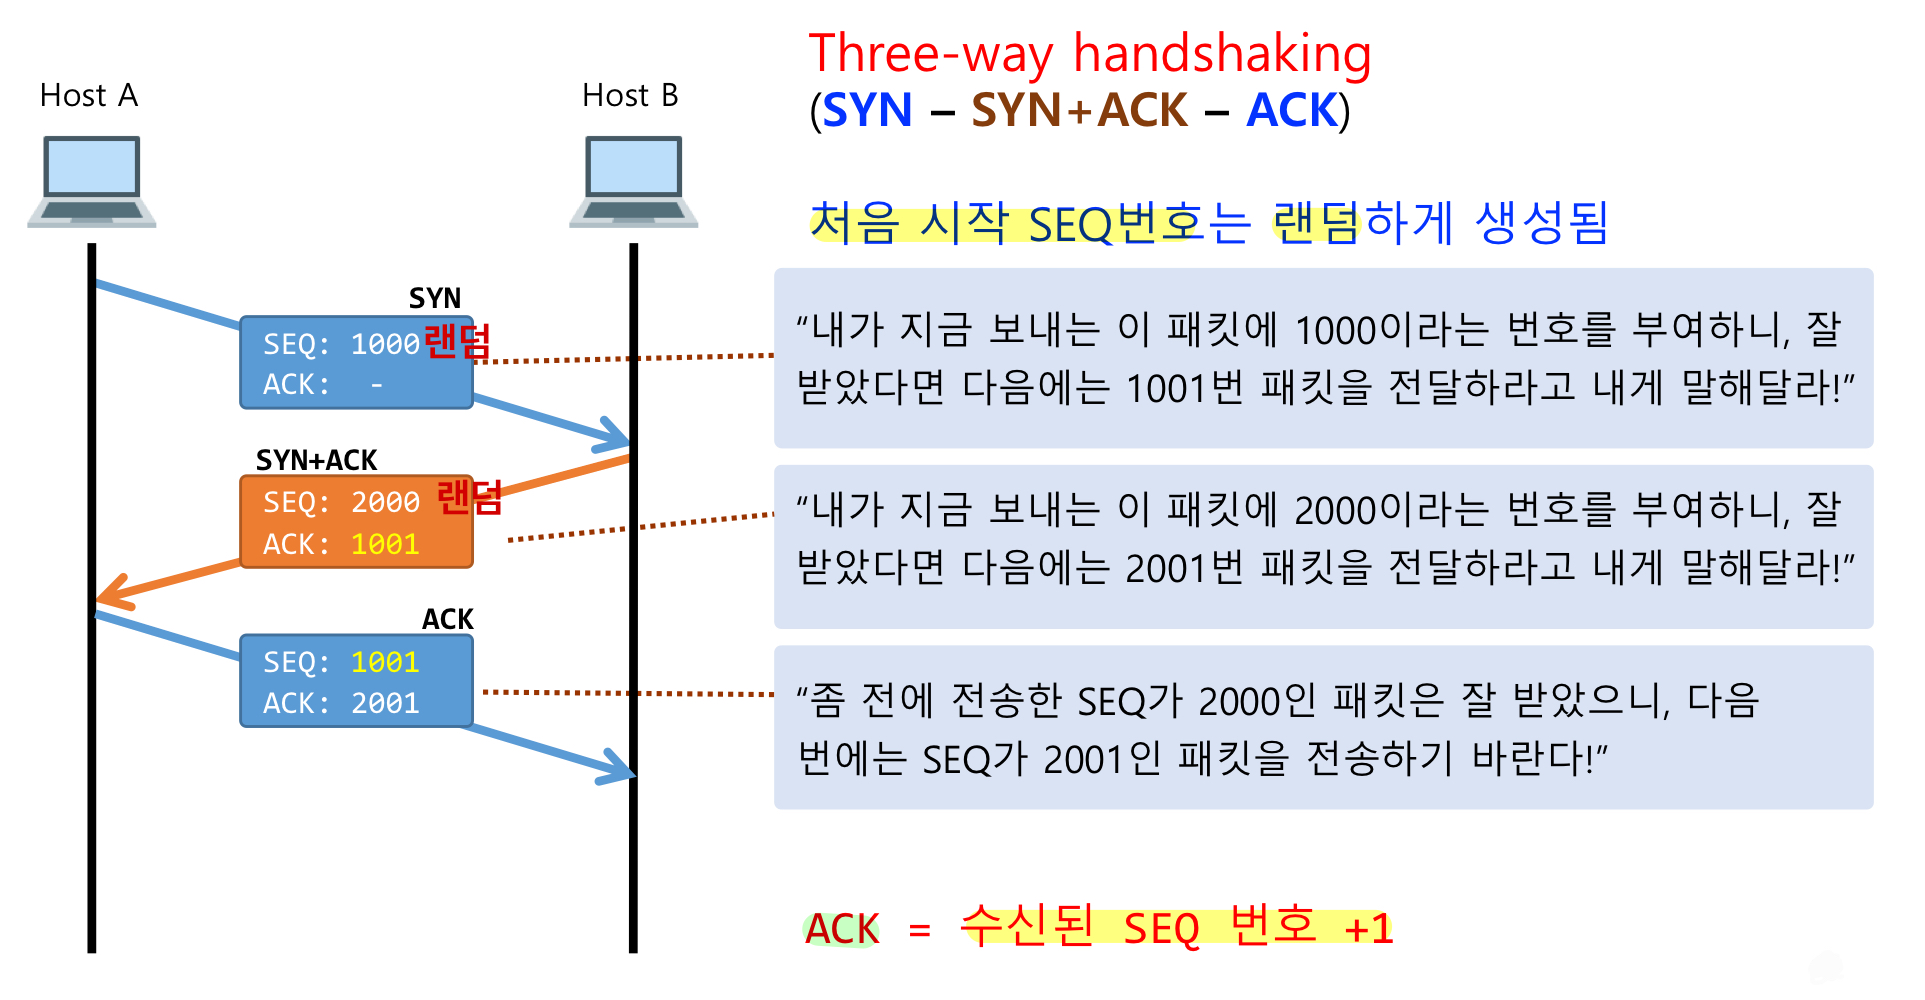 Three-way handshaking
(SYN – SYN+ACK – ACK)
Host A
Host B
처음 시작 SEQ번호는 랜덤하게 생성됨
SYN
SEQ: 1000 랜덤
ACK: -
“내가 지금 보내는 이 패킷에 1000이라는 번호를 부여하니, 잘
받았다면 다음에는 1001번 패킷을 전달하라고 내게 말해달라!”
SYN+ACK
SEQ: 2000 랜덤
ACK: 1001
“내가 지금 보내는 이 패킷에 2000이라는 번호를 부여하니, 잘
받았다면 다음에는 2001번 패킷을 전달하라고 내게 말해달라!”
ACK
SEQ: 1001
ACK: 2001
“좀 전에 전송한 SEQ가 2000인 패킷은 잘 받았으니, 다음
번에는 SEQ가 2001인 패킷을 전송하기 바란다!”
ACK = 수신된 SEQ 번호 +1